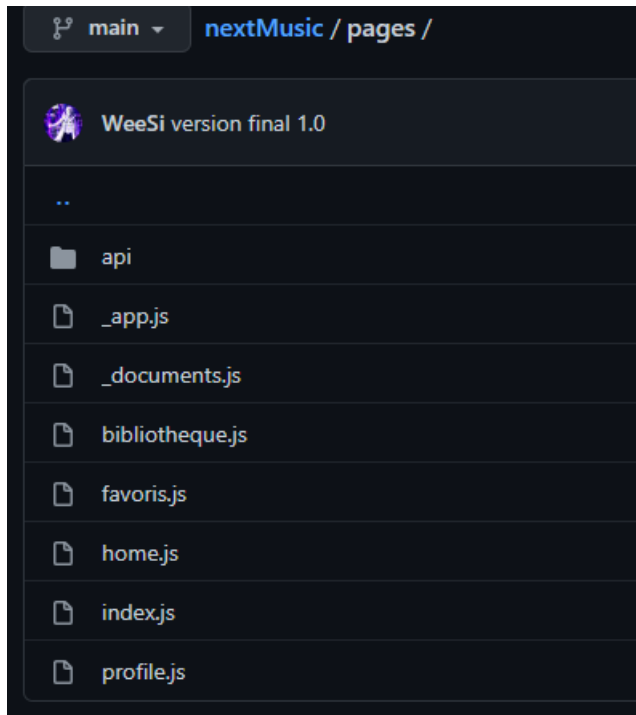 main nextMusic / pages /
WeeSi version final 1.0
..
api
_app.js
_documents.js
bibliotheque.js
favoris.js
home.js
index.js
profile.js